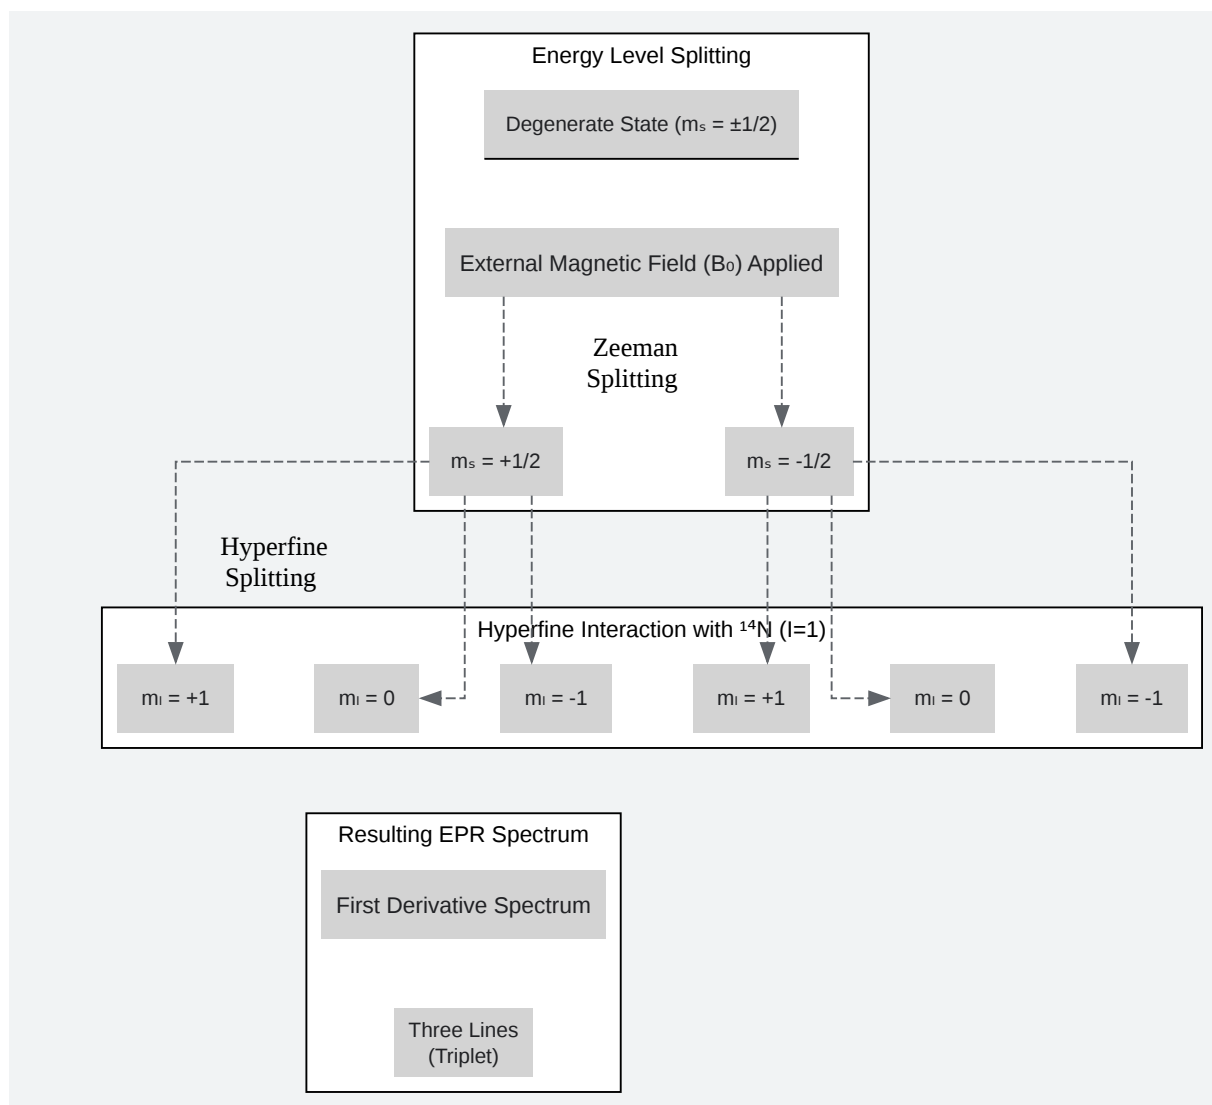 Energy Level Splitting
Degenerate State (mₛ = ±1/2)
External Magnetic Field (B₀) Applied
Zeeman
Splitting
mₛ = +1/2
mₛ = -1/2
Hyperfine
Splitting
Hyperfine Interaction with ¹⁴N (I=1)
mₗ = +1
mₗ = 0
mₗ = -1
mₗ = +1
mₗ = 0
mₗ = -1
Resulting EPR Spectrum
First Derivative Spectrum
Three Lines
(Triplet)